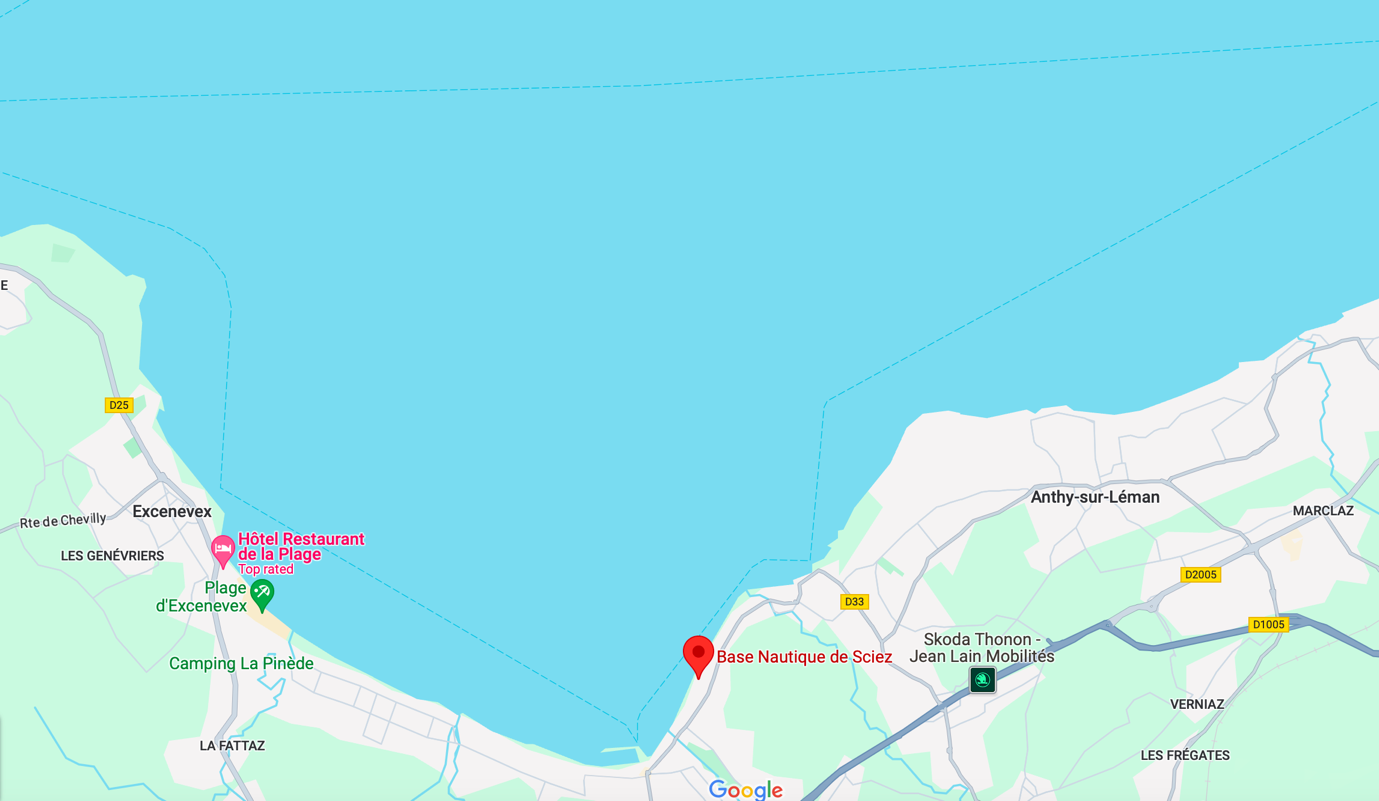 E
D25
Excenevex
Rte de Chevilly
LES GENÉVRIERS
Hôtel Restaurant
de la Plage
Top rated
Plage
d'Excenevex
Camping La Pinède
LA FATTAZ
Base Nautique de Sciez
D33
Anthy-sur-Léman
MARCLAZ
D2005
D1005
Skoda Thonon -
Jean Lain Mobilités
VERNIAZ
LES FRÉGATES
Google